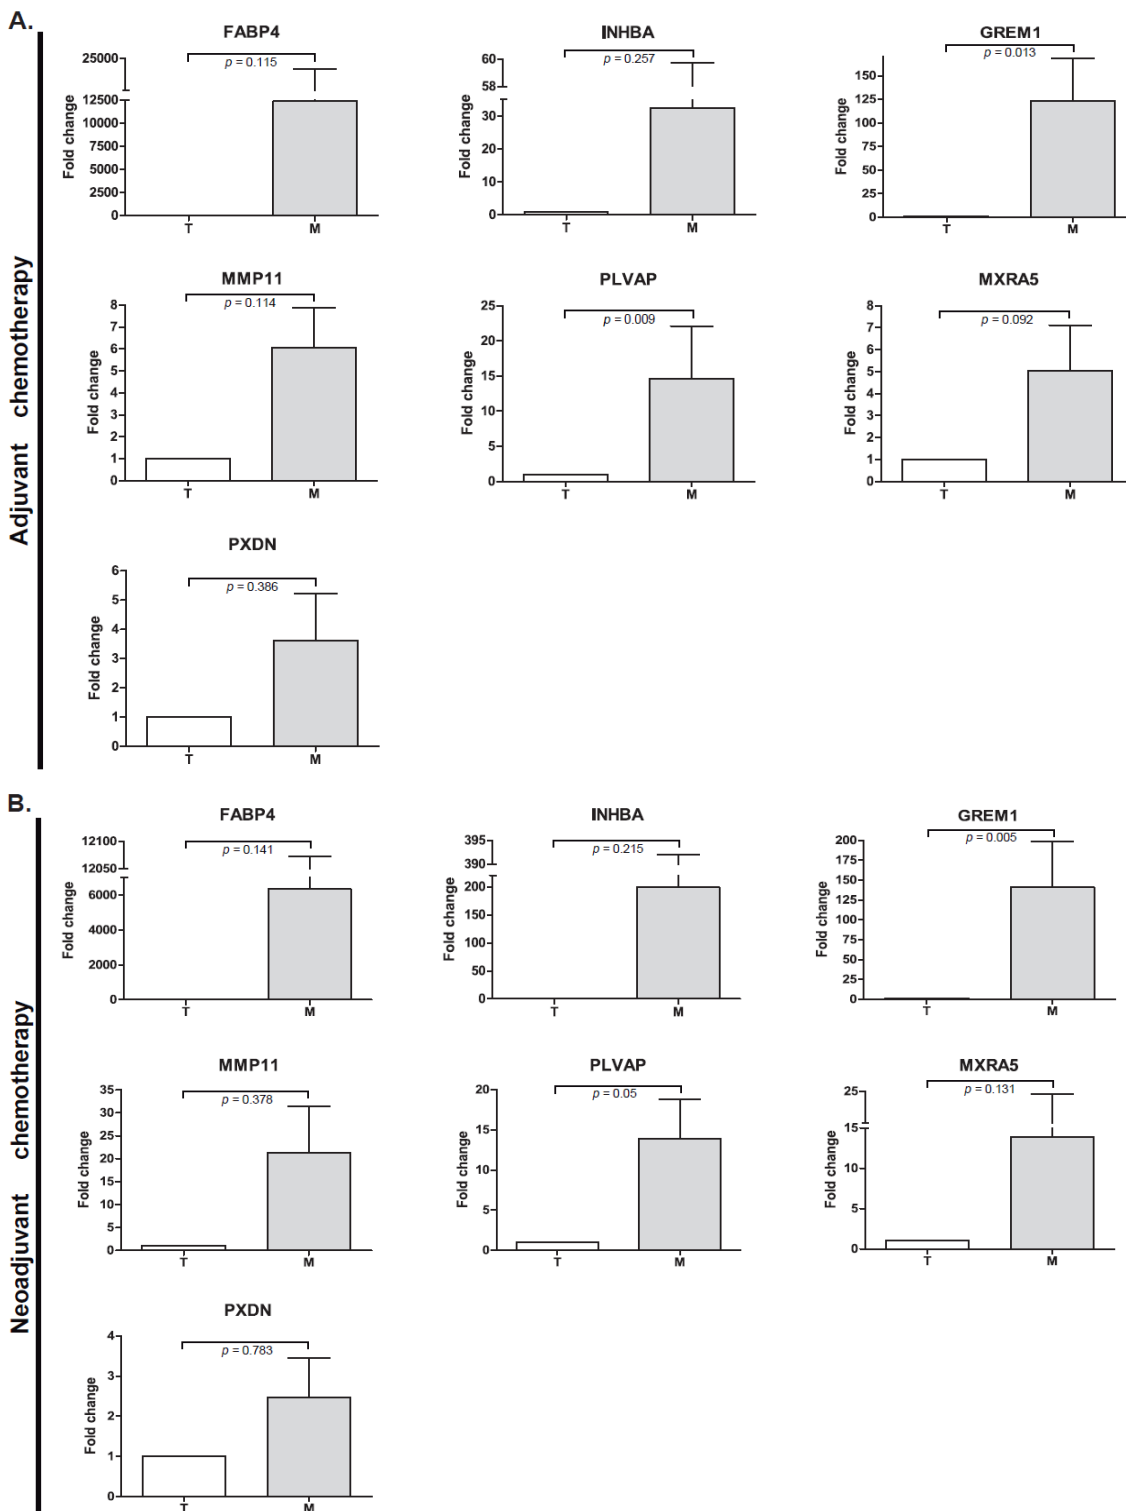 A.
Adjuvant chemotherapy
FABP4
25000
12500
10000
7500
5000
2500
0
Fold change
p = 0.115
T M
INHBA
60
58
30
20
10
0
Fold change
p = 0.257
T M
GREM1
150
125
100
75
50
25
0
Fold change
p = 0.013
T M
MMP11
8
7
6
5
4
3
2
1
0
Fold change
p = 0.114
T M
PLVAP
25
20
15
10
5
0
Fold change
p = 0.009
T M
MXRA5
8
7
6
5
4
3
2
1
0
Fold change
p = 0.092
T M
PXDN
6
5
4
3
2
1
0
Fold change
p = 0.386
T M
B.
Neoadjuvant chemotherapy
FABP4
12100
12050
6000
4000
2000
0
Fold change
p = 0.141
T M
INHBA
395
390
200
150
100
50
0
Fold change
p = 0.215
T M
GREM1
200
175
150
125
100
75
50
25
0
Fold change
p = 0.005
T M
MMP11
35
30
25
20
15
10
5
0
Fold change
p = 0.378
T M
PLVAP
20
15
10
5
0
Fold change
p = 0.05
T M
MXRA5
25
15
15
10
5
0
Fold change
p = 0.131
T M
PXDN
4
3
2
1
0
Fold change
p = 0.783
T M